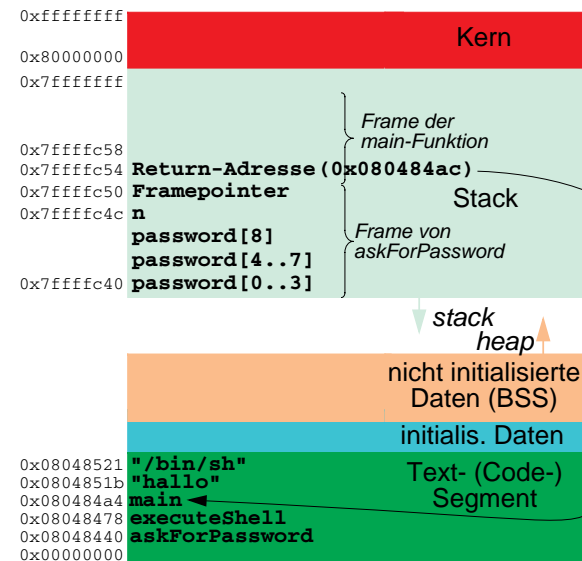 0xffffffff
Kern
0x80000000
0x7fffffff
Frame der
main-Funktion
0x7ffffc58
0x7ffffc54 Return-Adresse(0x080484ac)
0x7ffffc50 Framepointer
Stack
0x7ffffc4c n
password[8]
Frame von
askForPassword
password[4..7]
0x7ffffc40 password[0..3]
stack
heap
nicht initialisierte
Daten (BSS)
initialis. Daten
0x08048521 "/bin/sh"
Text- (Code-)
Segment
0x0804851b "hallo"
0x080484a4 main
0x08048478 executeShell
0x08048440 askForPassword
0x00000000